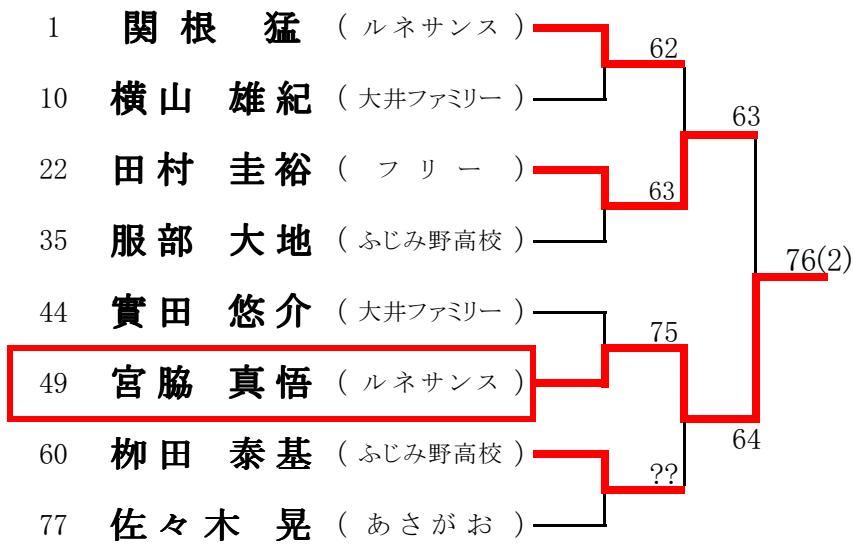 1 関根 猛 ( ルネサンス )
62
10 横山 雄紀 ( 大井ファミリー )
63
22 田村 圭裕 ( フリー )
63
35 服部 大地 ( ふじみ野高校 )
76(2)
44 實田 悠介 ( 大井ファミリー )
75
49 宮脇 真悟 ( ルネサンス )
64
60 栁田 泰基 ( ふじみ野高校 )
??
77 佐々木 晃 ( あさがお )